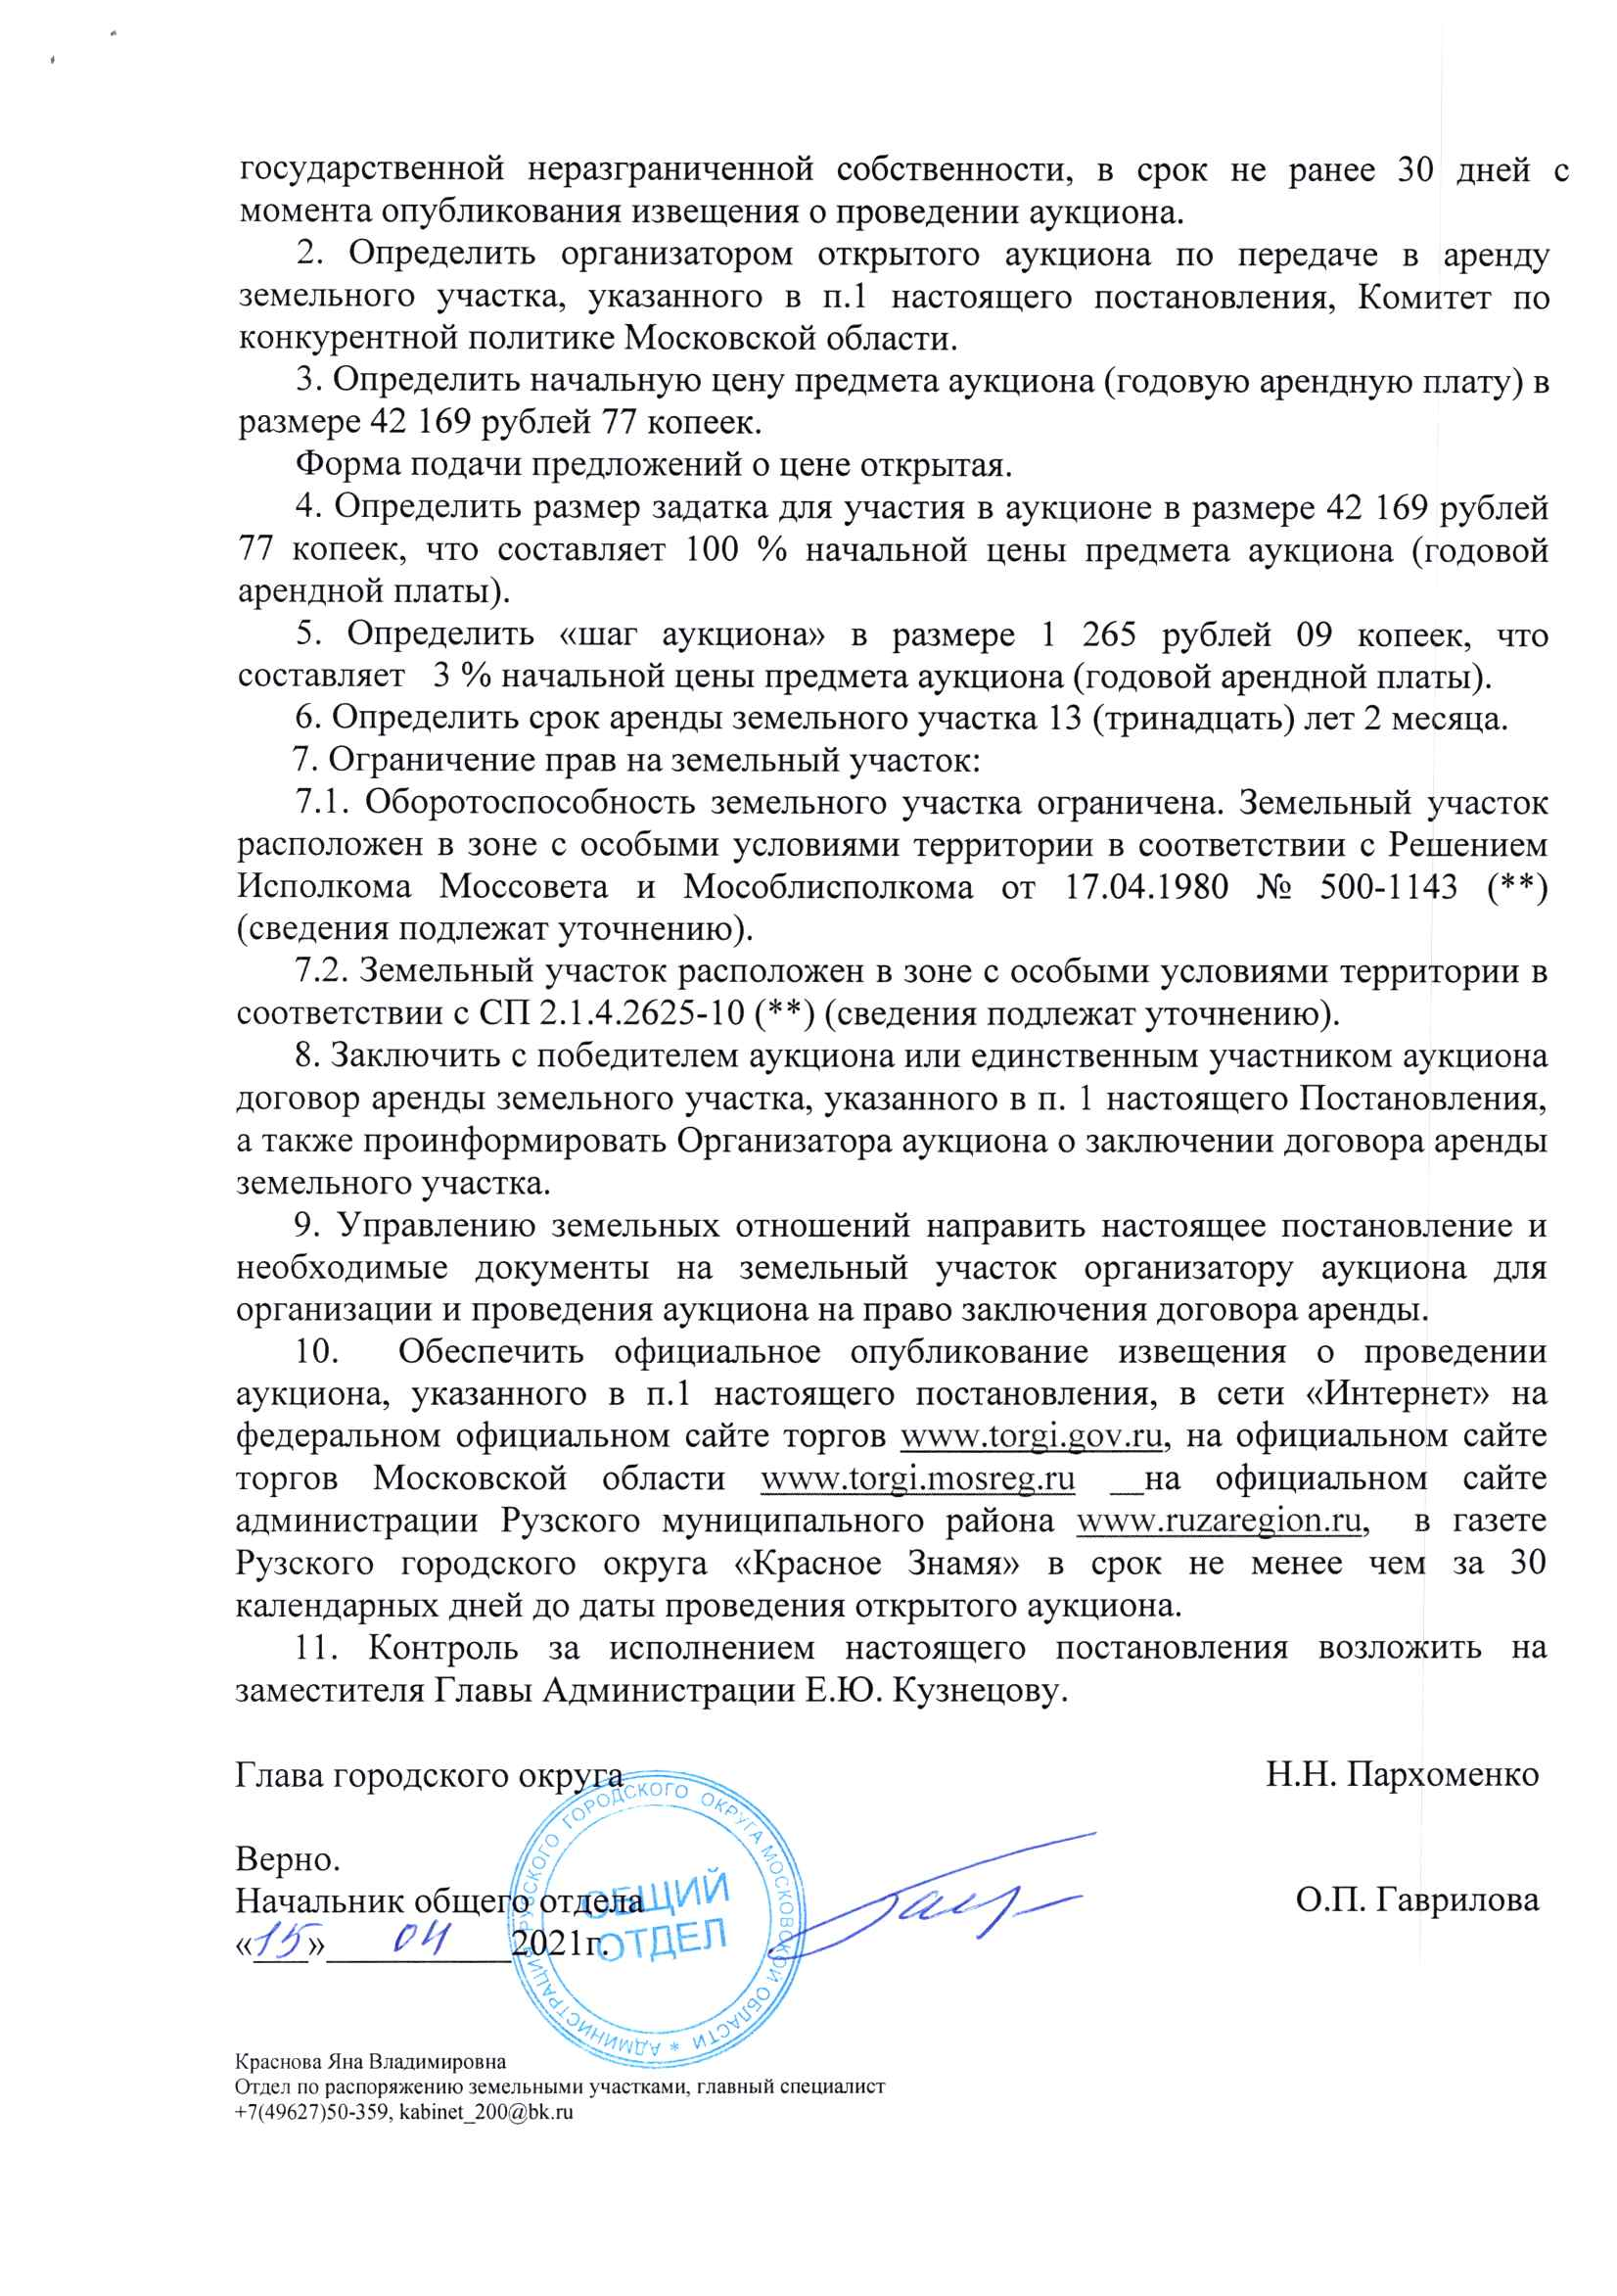 государственной неразграниченной собственности, в срок не ранее 30 дней с
момента опубликования извещения о проведении аукциона.
2. Определить организатором открытого аукциона по передаче в аренду
земельного участка, указанного в п.1 настоящего постановления, Комитет по
конкурентной политике Московской области.
3. Определить начальную цену предмета аукциона (годовую арендную плату) в
размере 42 169 рублей 77 копеек.
Форма подачи предложений о цене открытая.
4. Определить размер задатка для участия в аукционе в размере 42 169 рублей
77 копеек, что составляет 100 % начальной цены предмета аукциона (годовой
арендной платы).
5. Определить «шаг аукциона» в размере 1 265 рублей 09 копеек, что
составляет 3 % начальной цены предмета аукциона (годовой арендной платы).
6. Определить срок аренды земельного участка 13 (тринадцать) лет 2 месяца.
7. Ограничение прав на земельный участок:
7.1. Оборотоспособность земельного участка ограничена. Земельный участок
расположен в зоне с особыми условиями территории в соответствии с Решением
Исполкома Моссовета и Мособлисполкома от 17.04.1980 № 500-1143 (**)
(сведения подлежат уточнению).
7.2. Земельный участок расположен в зоне с особыми условиями территории в
соответствии с СП 2.1.4.2625-10 (**) (сведения подлежат уточнению).
8. Заключить с победителем аукциона или единственным участником аукциона
договор аренды земельного участка, указанного в п. 1 настоящего Постановления,
а также проинформировать Организатора аукциона о заключении договора аренды
земельного участка.
9. Управлению земельных отношений направить настоящее постановление и
необходимые документы на земельный участок организатору аукциона для
организации и проведения аукциона на право заключения договора аренды.
10. Обеспечить официальное опубликование извещения о проведении
аукциона, указанного в п.1 настоящего постановления, в сети «Интернет» на
федеральном официальном сайте торгов www.torgi.gov.ru, на официальном сайте
торгов Московской области www.torgi.mosreg.ru на официальном сайте
администрации Рузского муниципального района www.ruzaregion.ru, в газете
Рузского городского округа «Красное Знамя» в срок не менее чем за 30
календарных дней до даты проведения открытого аукциона.
11. Контроль за исполнением настоящего постановления возложить на
заместителя Главы Администрации Е.Ю. Кузнецову.
Глава городского округа Н.Н. Пархоменко
Верно.
Начальник общего отдела О.П. Гаврилова
«15» 04 2021г.
АДМИНИСТРАЦИЯ РУЗСКОГО ГОРОДСКОГО ОКРУГА МОСКОВСКОЙ ОБЛАСТИ *
ОБЩИЙ
ОТДЕЛ
Краснова Яна Владимировна
Отдел по распоряжению земельными участками, главный специалист
+7(49627)50-359, kabinet_200@bk.ru